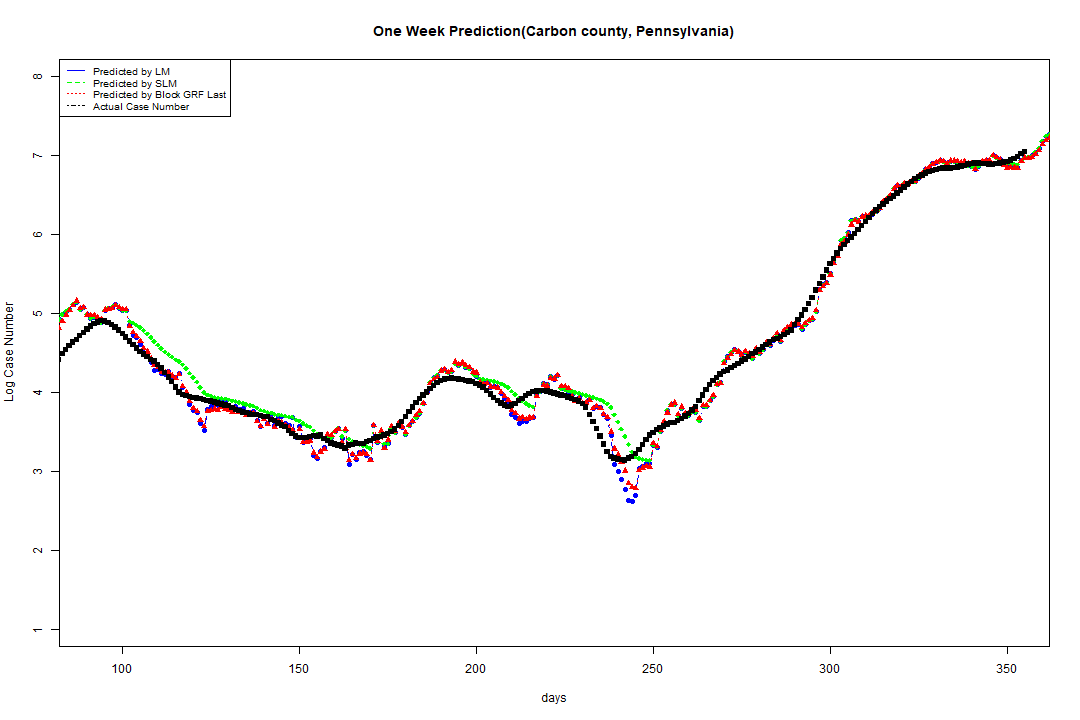 One Week Prediction(Carbon county, Pennsylvania)
Predicted by LM
Predicted by SLM
Predicted by Block GRF Last
Actual Case Number
8
7
6
5
4
3
2
1
Log Case Number
100 150 200 250 300 350
days